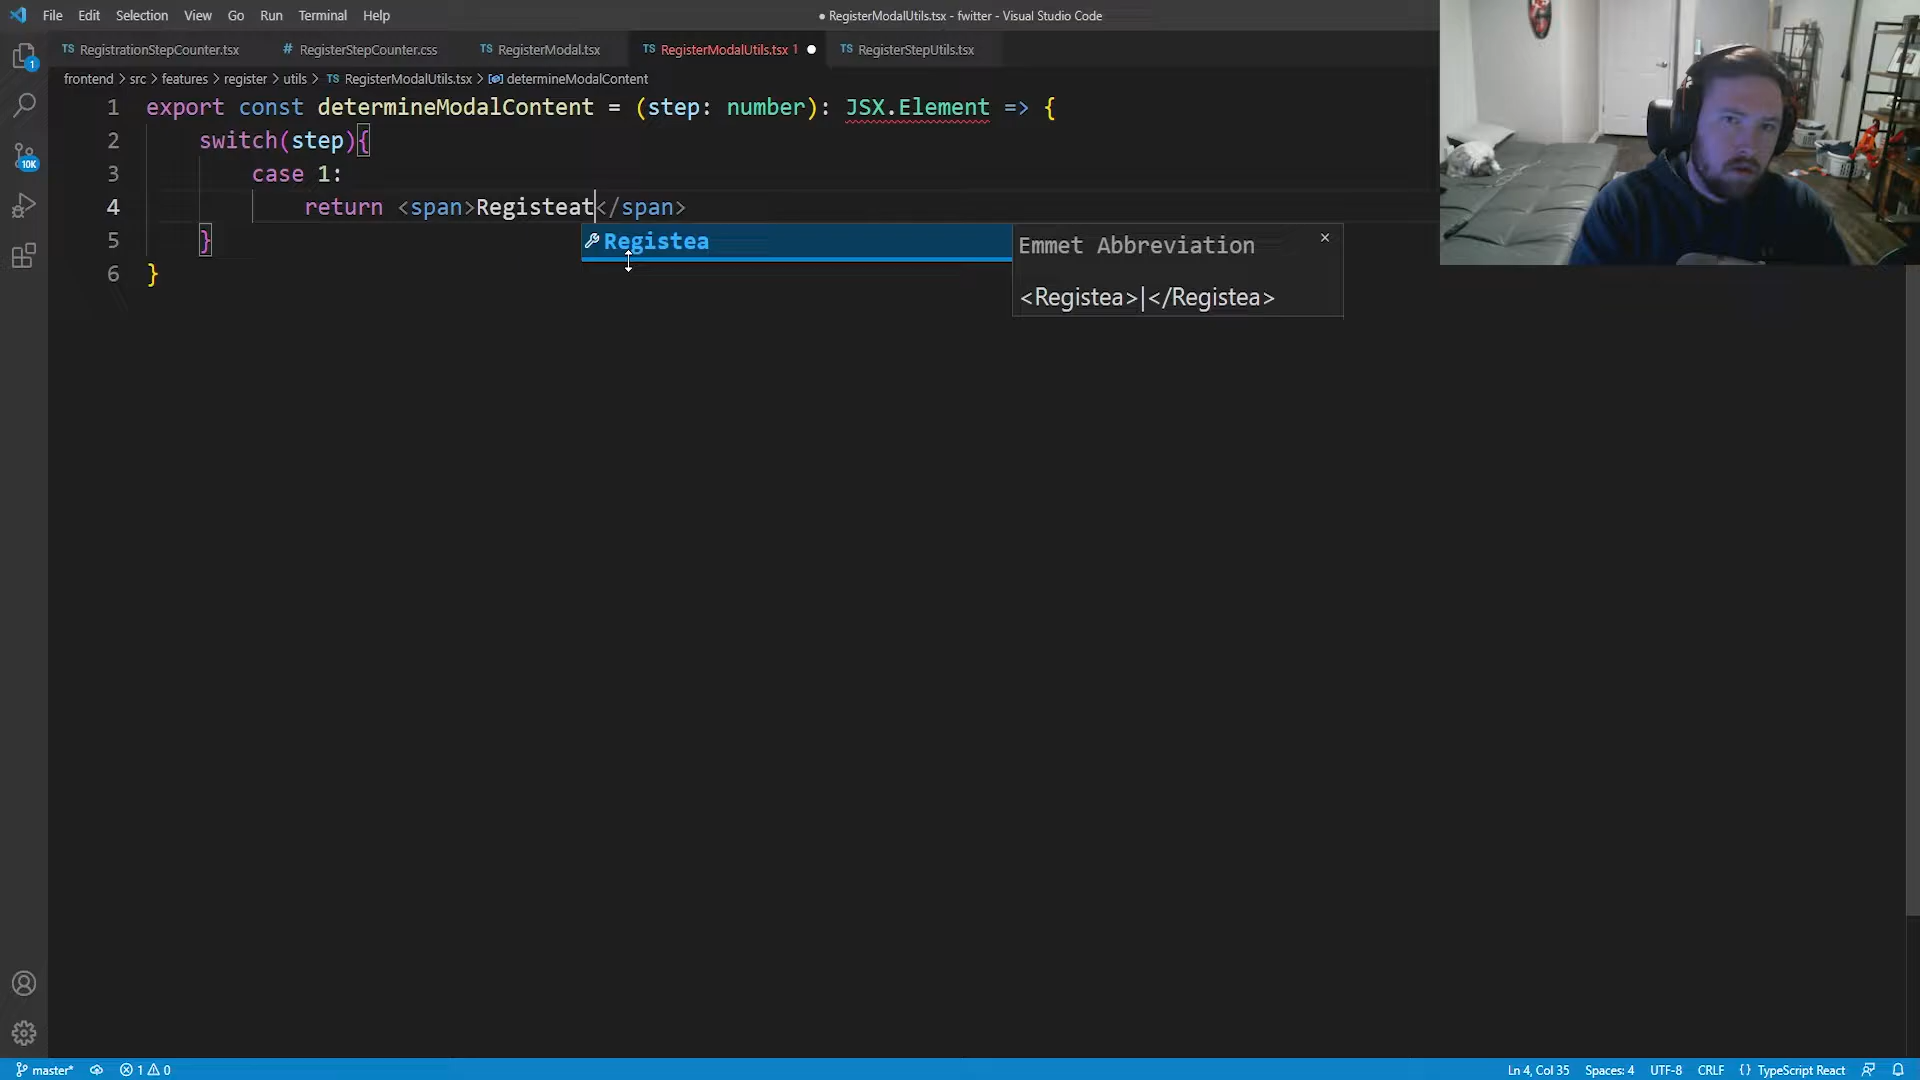 File Edit Selection View Go Run Terminal Help
● RegisterModalUtils.tsx - fwitter - Visual Studio Code
TS RegistrationStepCounter.tsx # RegisterStepCounter.css TS RegisterModal.tsx TS RegisterModalUtils.tsx 1 ● TS RegisterStepUtils.tsx
frontend > src > features > register > utils > TS RegisterModalUtils.tsx > determineModalContent
1 export const determineModalContent = (step: number): JSX.Element => {
2 switch(step){
3 case 1:
4 return <span>Registeat</span>
5 }
6 }
Registea
Emmet Abbreviation ×
<Registea>|</Registea>
1
10K
master* 1 0 Ln 4, Col 35 Spaces: 4 UTF-8 CRLF {} TypeScript React